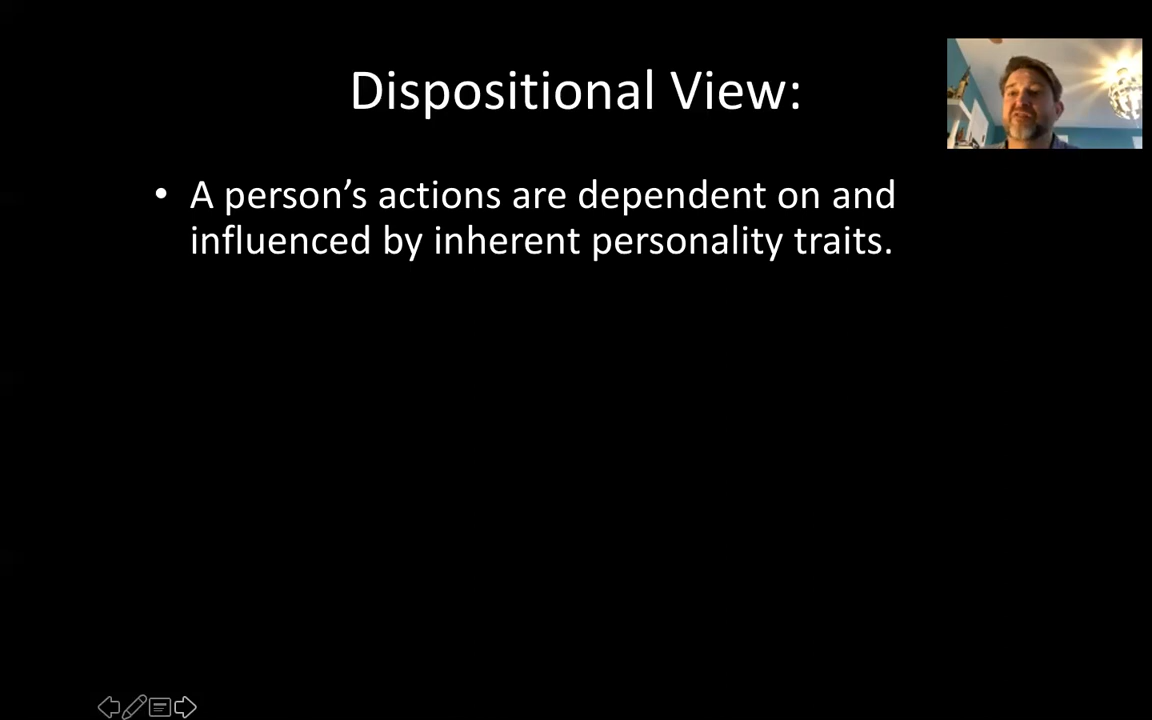 Dispositional View:
• A person’s actions are dependent on and
influenced by inherent personality traits.